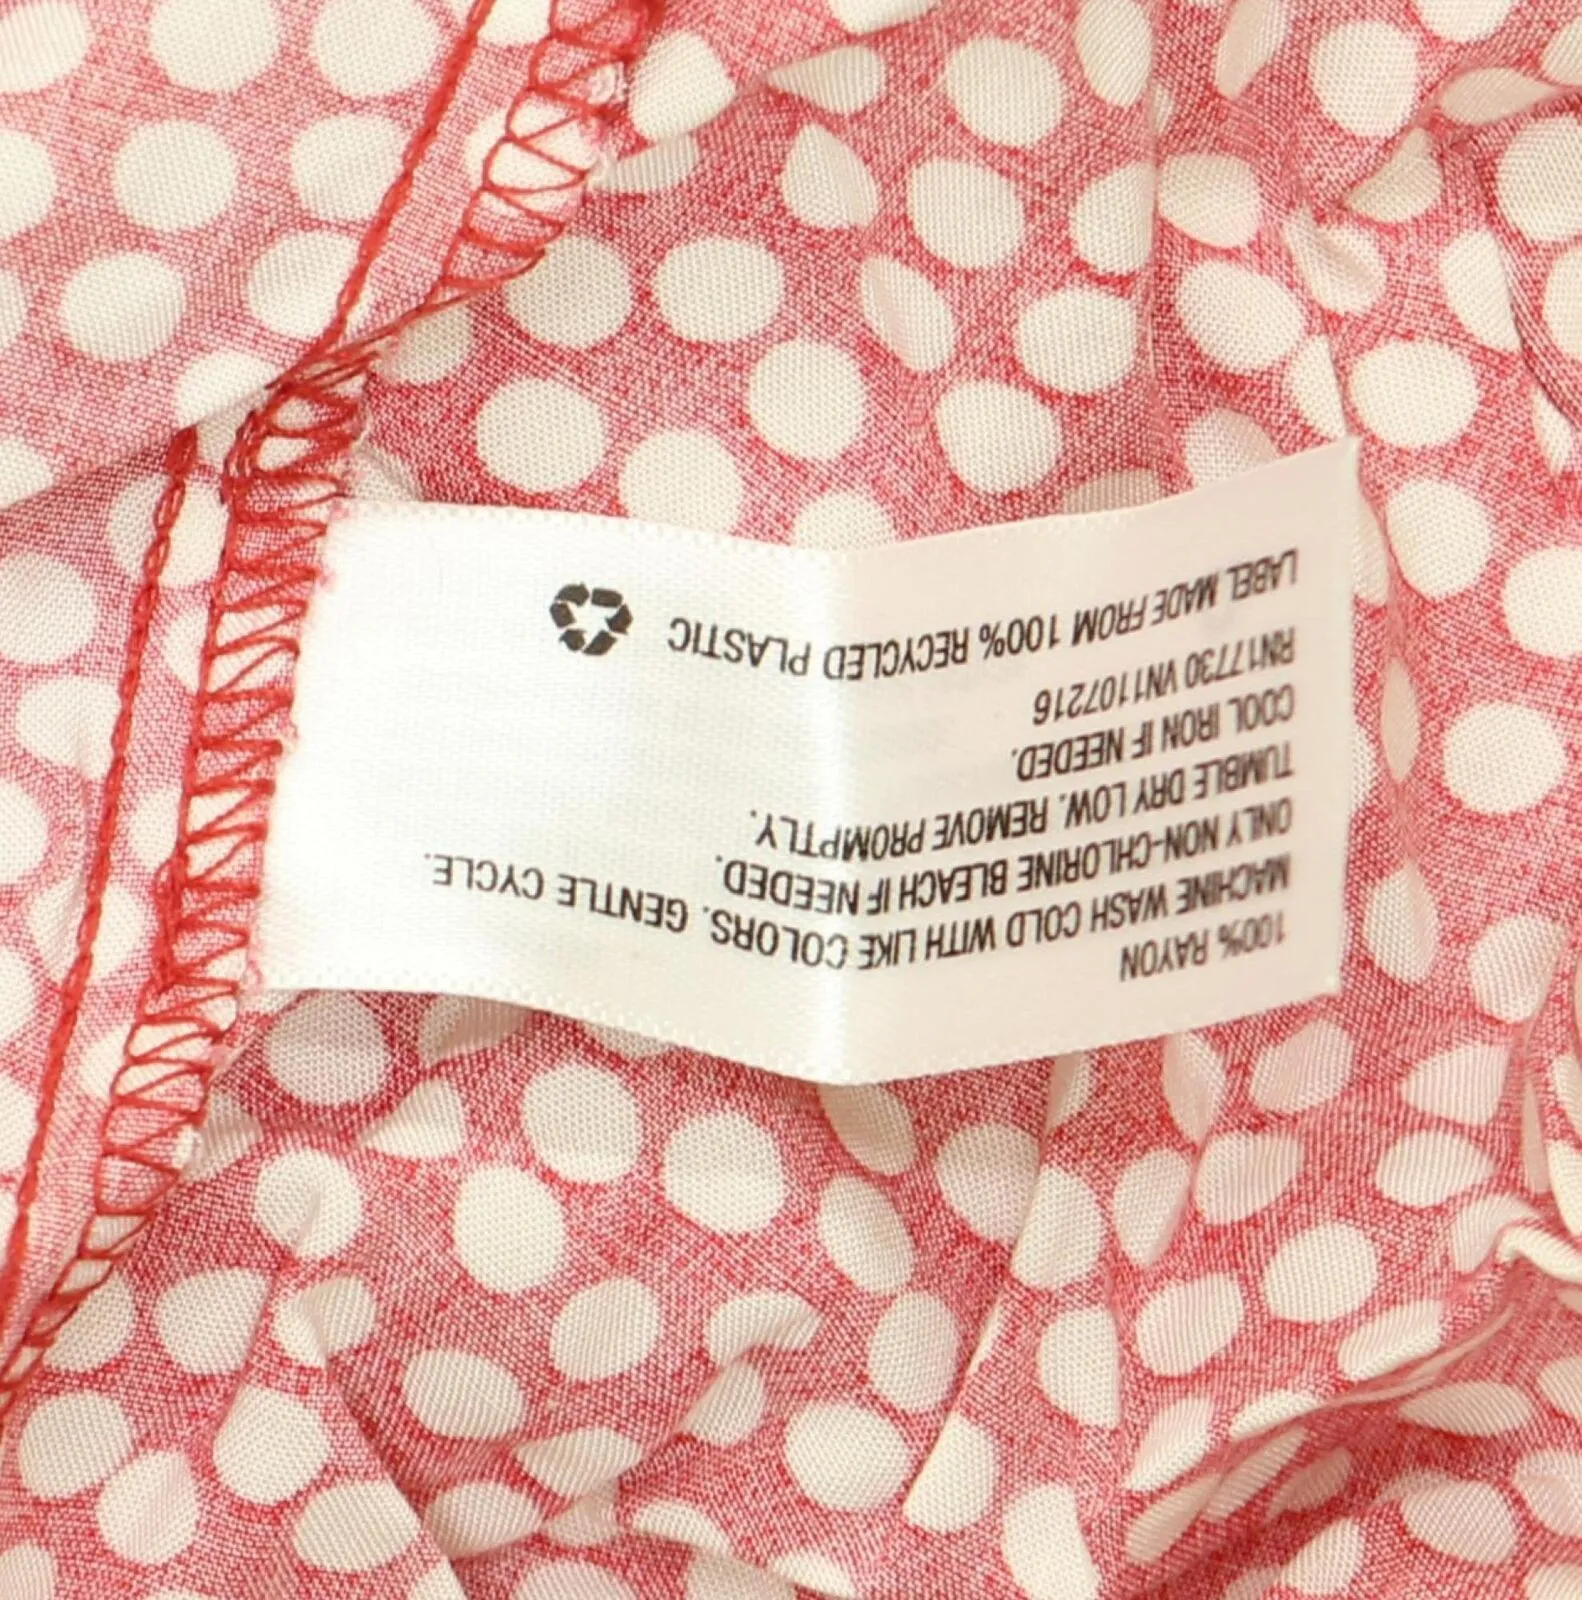 100% RAYON
MACHINE WASH COLD WITH LIKE COLORS. GENTLE CYCLE.
ONLY NON-CHLORINE BLEACH IF NEEDED.
TUMBLE DRY LOW. REMOVE PROMPTLY.
COOL IRON IF NEEDED.
RN17730 VN1107216
LABEL MADE FROM 100% RECYCLED PLASTIC